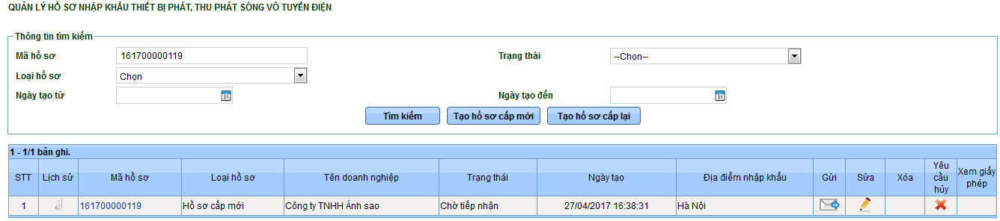 QUẢN LÝ HỒ SƠ NHẬP KHẨU THIẾT BỊ PHÁT, THU PHÁT SÓNG VÔ TUYẾN ĐIỆN
Thông tin tìm kiếm
Mã hồ sơ 161700000119 Trạng thái --Chọn--
Loại hồ sơ Chọn
Ngày tạo từ 31 Ngày tạo đến 31
Tìm kiếm Tạo hồ sơ cấp mới Tạo hồ sơ cấp lại
1 - 1/1 bản ghi.
STT Lịch sử Mã hồ sơ Loại hồ sơ Tên doanh nghiệp Trạng thái Ngày tạo Địa điểm nhập khẩu Gửi Sửa Xóa Yêu cầu hủy Xem giấy phép
1 161700000119 Hồ sơ cấp mới Công ty TNHH Ánh sao Chờ tiếp nhận 27/04/2017 16:38:31 Hà Nội